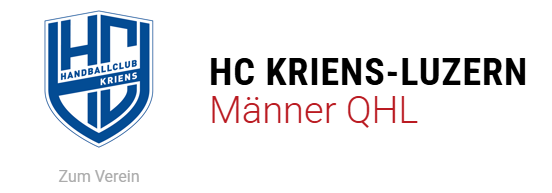 HC
HANDBALLCLUB
KRIENS
HC KRIENS-LUZERN
Männer QHL
Zum Verein